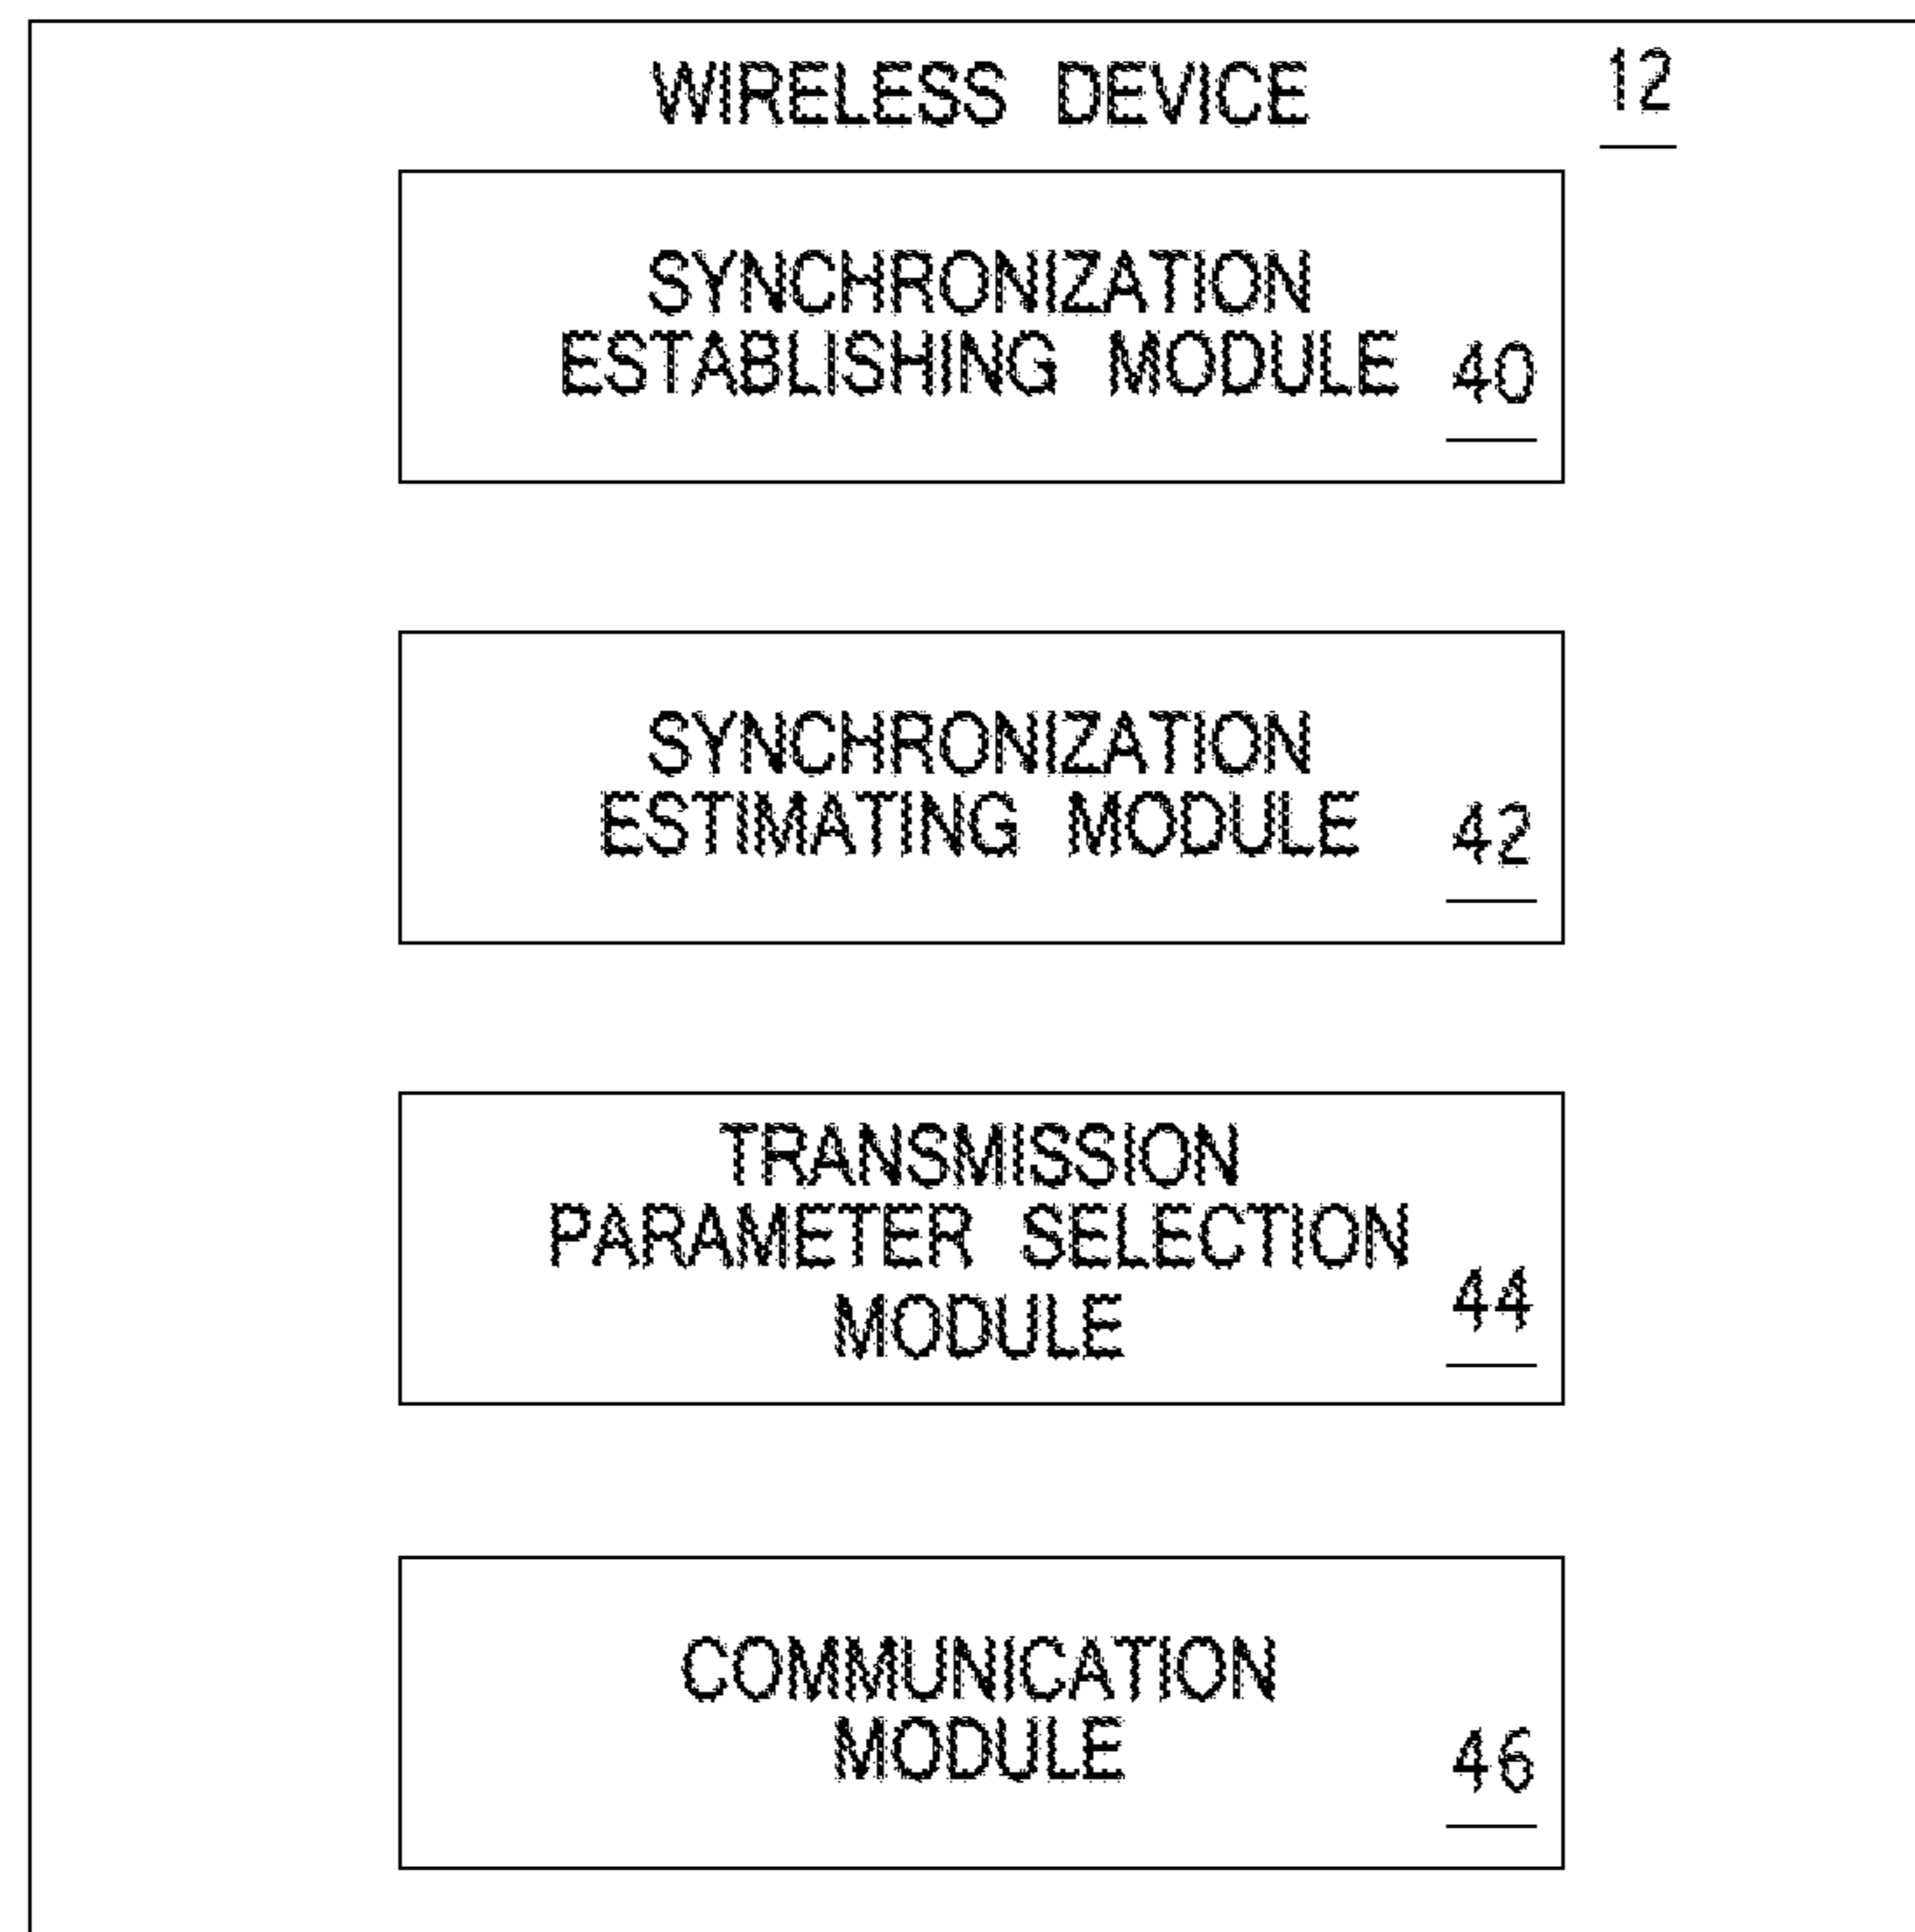 WIRELESS DEVICE 12
SYNCHRONIZATION
ESTABLISHING MODULE 40
SYNCHRONIZATION
ESTIMATING MODULE 42
TRANSMISSION
PARAMETER SELECTION
MODULE 44
COMMUNICATION
MODULE 46